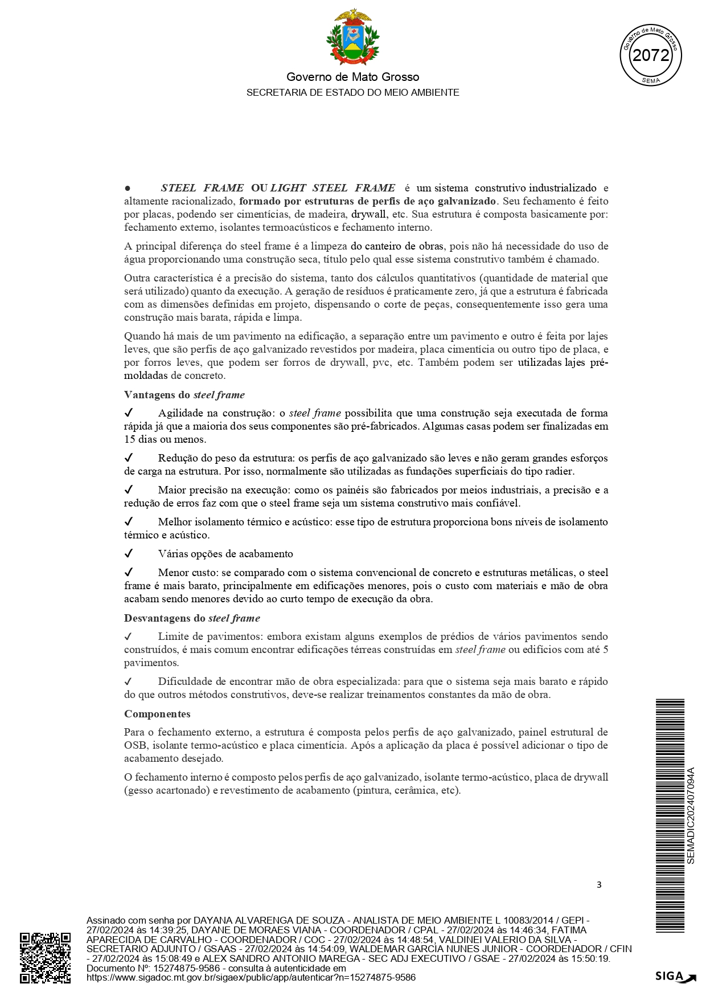 Governo de Mato Grosso
SECRETARIA DE ESTADO DO MEIO AMBIENTE
Governo de Mato Grosso
2072
SEMA
● STEEL FRAME OU LIGHT STEEL FRAME é um sistema construtivo industrializado e
altamente racionalizado, formado por estruturas de perfis de aço galvanizado. Seu fechamento é feito
por placas, podendo ser cimentícias, de madeira, drywall, etc. Sua estrutura é composta basicamente por:
fechamento externo, isolantes termoacústicos e fechamento interno.
A principal diferença do steel frame é a limpeza do canteiro de obras, pois não há necessidade do uso de
água proporcionando uma construção seca, título pelo qual esse sistema construtivo também é chamado.
Outra característica é a precisão do sistema, tanto dos cálculos quantitativos (quantidade de material que
será utilizado) quanto da execução. A geração de resíduos é praticamente zero, já que a estrutura é fabricada
com as dimensões definidas em projeto, dispensando o corte de peças, consequentemente isso gera uma
construção mais barata, rápida e limpa.
Quando há mais de um pavimento na edificação, a separação entre um pavimento e outro é feita por lajes
leves, que são perfis de aço galvanizado revestidos por madeira, placa cimentícia ou outro tipo de placa, e
por forros leves, que podem ser forros de drywall, pvc, etc. Também podem ser utilizadas lajes pré-
moldadas de concreto.
Vantagens do steel frame
✓ Agilidade na construção: o steel frame possibilita que uma construção seja executada de forma
rápida já que a maioria dos seus componentes são pré-fabricados. Algumas casas podem ser finalizadas em
15 dias ou menos.
✓ Redução do peso da estrutura: os perfis de aço galvanizado são leves e não geram grandes esforços
de carga na estrutura. Por isso, normalmente são utilizadas as fundações superficiais do tipo radier.
✓ Maior precisão na execução: como os painéis são fabricados por meios industriais, a precisão e a
redução de erros faz com que o steel frame seja um sistema construtivo mais confiável.
✓ Melhor isolamento térmico e acústico: esse tipo de estrutura proporciona bons níveis de isolamento
térmico e acústico.
✓ Várias opções de acabamento
✓ Menor custo: se comparado com o sistema convencional de concreto e estruturas metálicas, o steel
frame é mais barato, principalmente em edificações menores, pois o custo com materiais e mão de obra
acabam sendo menores devido ao curto tempo de execução da obra.
Desvantagens do steel frame
✓ Limite de pavimentos: embora existam alguns exemplos de prédios de vários pavimentos sendo
construídos, é mais comum encontrar edificações térreas construídas em steel frame ou edifícios com até 5
pavimentos.
✓ Dificuldade de encontrar mão de obra especializada: para que o sistema seja mais barato e rápido
do que outros métodos construtivos, deve-se realizar treinamentos constantes da mão de obra.
Componentes
Para o fechamento externo, a estrutura é composta pelos perfis de aço galvanizado, painel estrutural de
OSB, isolante termo-acústico e placa cimentícia. Após a aplicação da placa é possível adicionar o tipo de
acabamento desejado.
O fechamento interno é composto pelos perfis de aço galvanizado, isolante termo-acústico, placa de drywall
(gesso acartonado) e revestimento de acabamento (pintura, cerâmica, etc).
SEMADIC202407094A
3
Assinado com senha por DAYANA ALVARENGA DE SOUZA - ANALISTA DE MEIO AMBIENTE L 10083/2014 / GEPI -
27/02/2024 às 14:39:25, DAYANE DE MORAES VIANA - COORDENADOR / CPAL - 27/02/2024 às 14:46:34, FATIMA
APARECIDA DE CARVALHO - COORDENADOR / COC - 27/02/2024 às 14:48:54, VALDINEI VALERIO DA SILVA -
SECRETARIO ADJUNTO / GSAAS - 27/02/2024 às 14:54:09, WALDEMAR GARCIA NUNES JUNIOR - COORDENADOR / CFIN
- 27/02/2024 às 15:08:49 e ALEX SANDRO ANTONIO MAREGA - SEC ADJ EXECUTIVO / GSAE - 27/02/2024 às 15:50:19.
Documento Nº: 15274875-9586 - consulta à autenticidade em
https://www.sigadoc.mt.gov.br/sigaex/public/app/autenticar?n=15274875-9586
SIGA